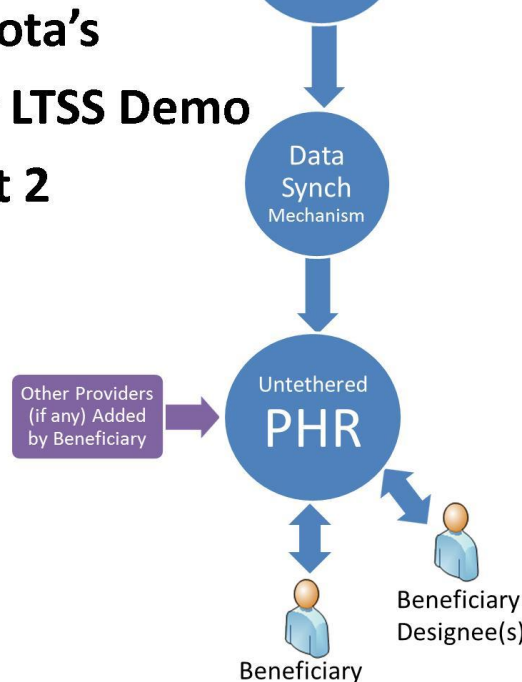 ota’s
LTSS Demo
t 2
Data
Synch
Mechanism
Untethered
PHR
Other Providers
(if any) Added
by Beneficiary
Beneficiary
Designee(s)
Beneficiary